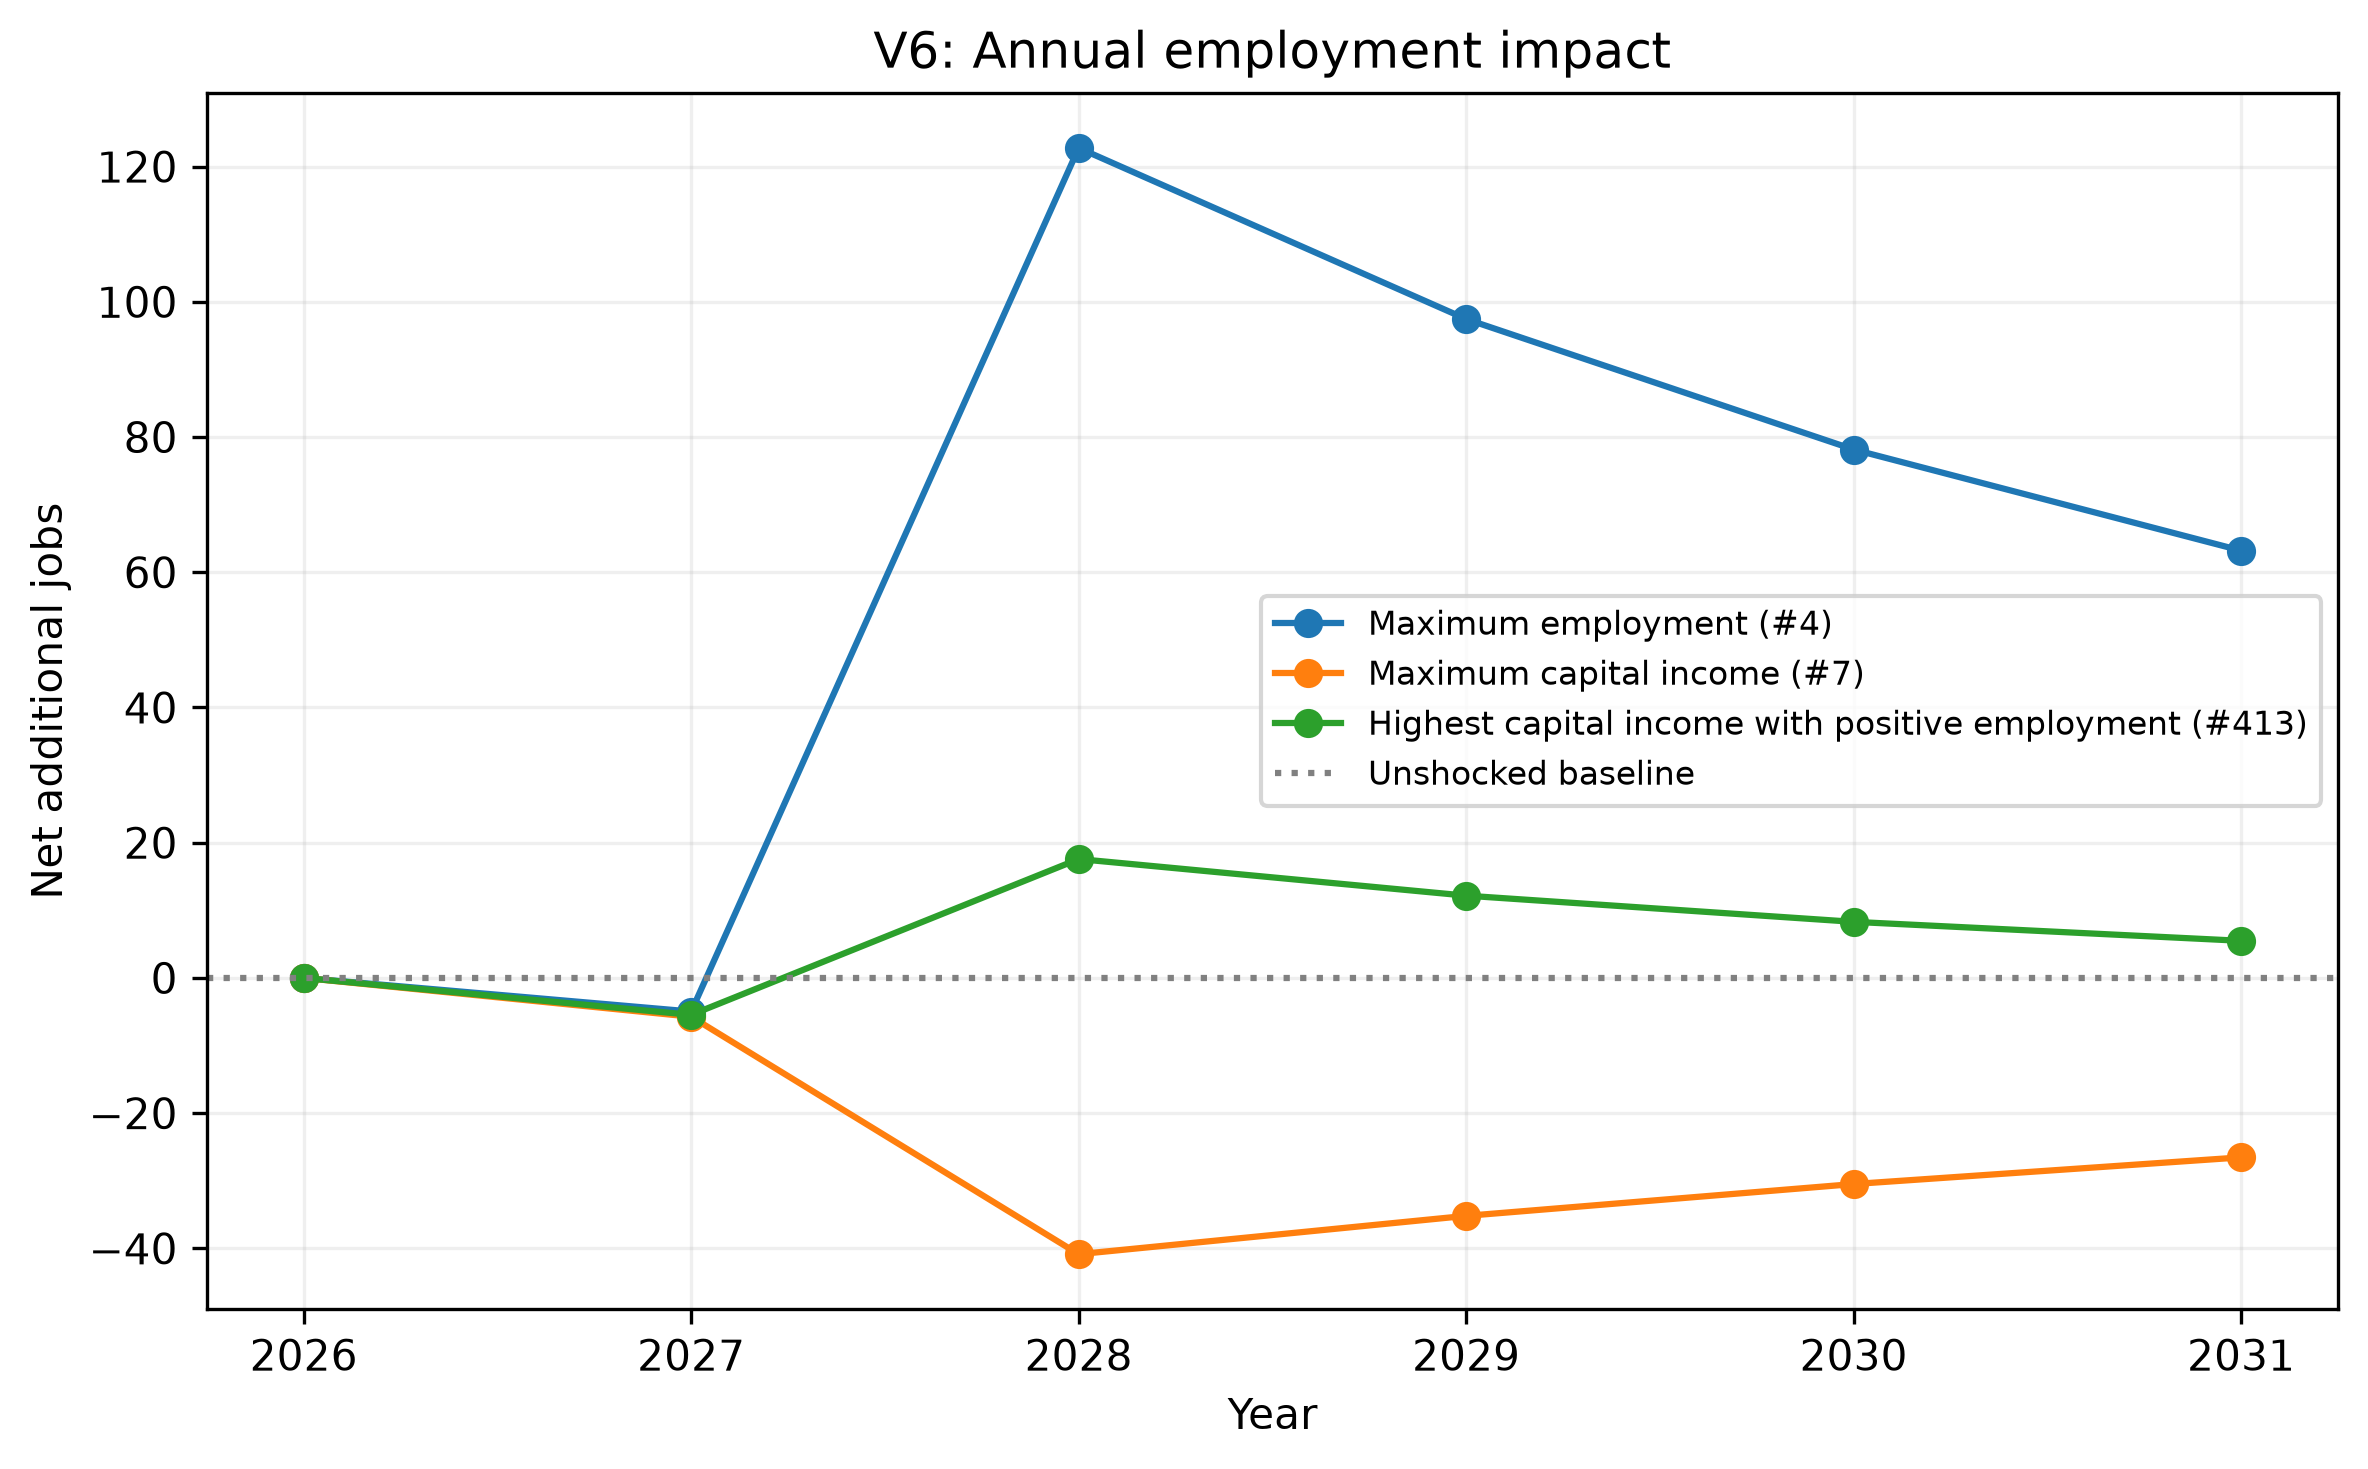 V6: Annual employment impact
Net additional jobs
120
100
80
60
40
20
0
−20
−40
Maximum employment (#4)
Maximum capital income (#7)
Highest capital income with positive employment (#413)
Unshocked baseline
2026 2027 2028 2029 2030 2031
Year